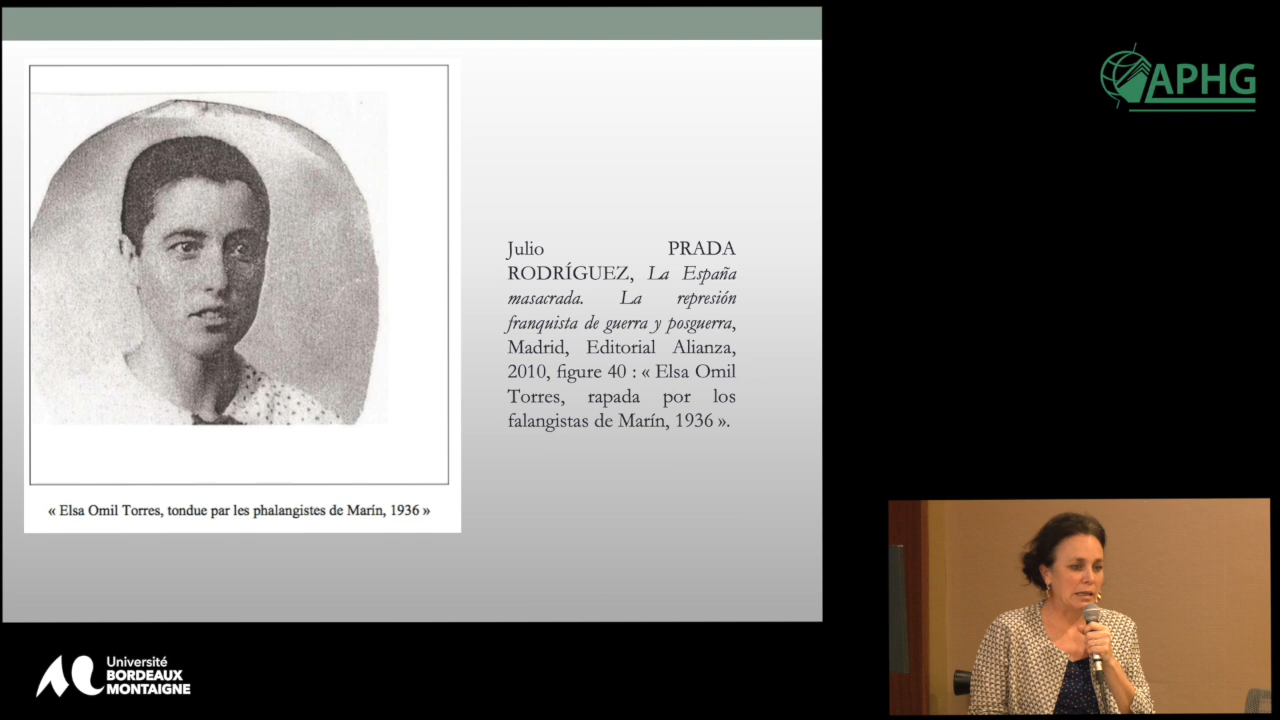 APHG
Julio PRADA
RODRÍGUEZ, La España
masacrada. La represión
franquista de guerra y posguerra,
Madrid, Editorial Alianza,
2010, figure 40 : « Elsa Omil
Torres, rapada por los
falangistas de Marín, 1936 ».
« Elsa Omil Torres, tondue par les phalangistes de Marín, 1936 »
Université
BORDEAUX
MONTAIGNE